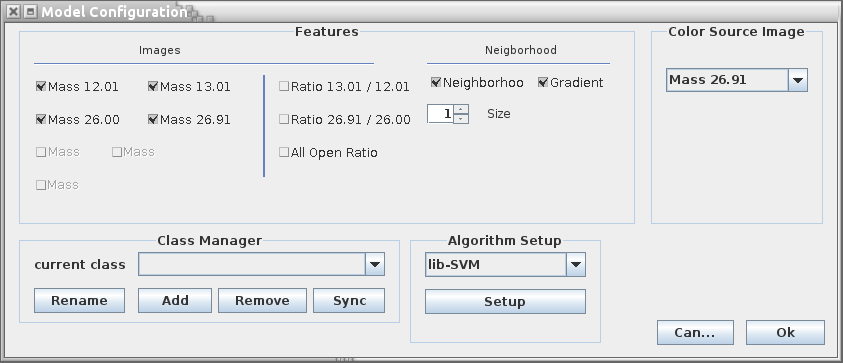 Model Configuration
Features
Images
Neigborhood
Mass 12.01 Mass 13.01 Ratio 13.01 / 12.01 Neighborhoo Gradient
Mass 26.00 Mass 26.91 Ratio 26.91 / 26.00 1 Size
Mass Mass All Open Ratio
Mass
Color Source Image
Mass 26.91
Class Manager
current class
Rename Add Remove Sync
Algorithm Setup
lib-SVM
Setup
Can... Ok